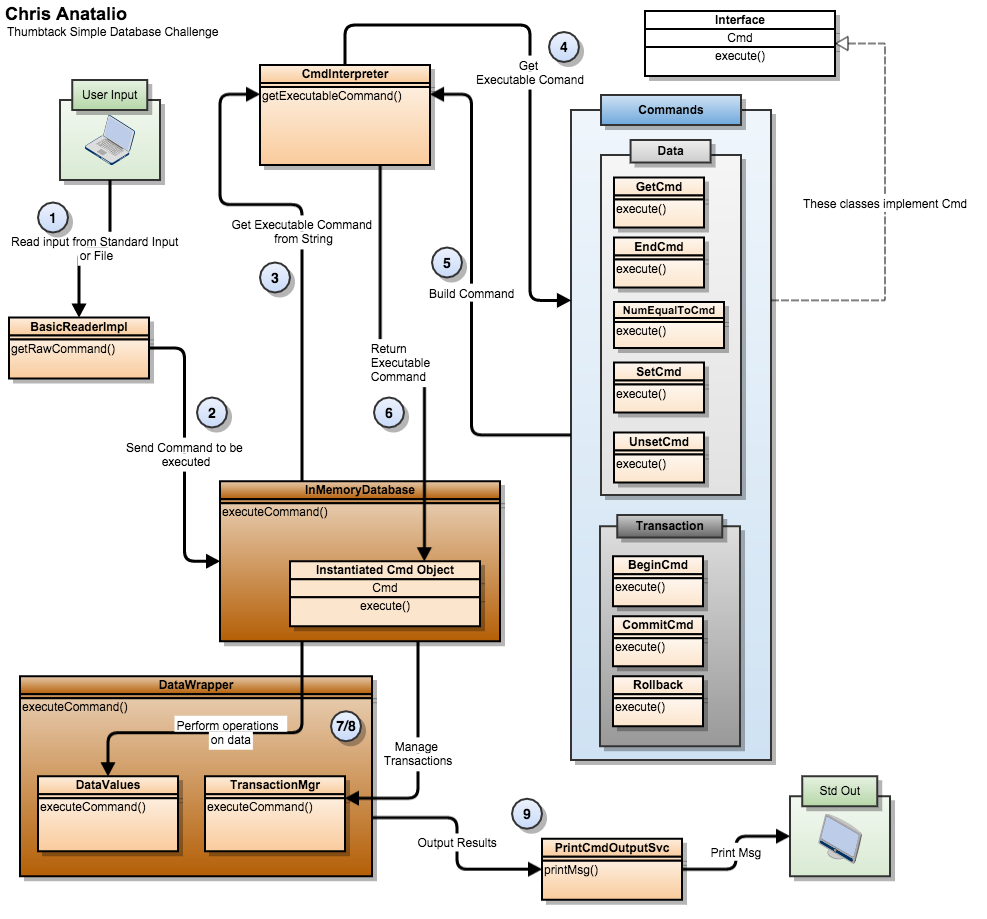 Chris Anatalio
Thumbtack Simple Database Challenge
User Input
1
Read input from Standard Input
or File
BasicReaderImpl
getRawCommand()
2
Send Command to be
executed
CmdInterpreter
getExecutableCommand()
Get Executable Command
from String
3
4
Get
Executable Comand
5
Build Command
Return
Executable
Command
6
Interface
Cmd
execute()
These classes implement Cmd
Commands
Data
GetCmd
execute()
EndCmd
execute()
NumEqualToCmd
execute()
SetCmd
execute()
UnsetCmd
execute()
Transaction
BeginCmd
execute()
CommitCmd
execute()
Rollback
execute()
InMemoryDatabase
executeCommand()
Instantiated Cmd Object
Cmd
execute()
DataWrapper
executeCommand()
Perform operations
on data
7/8
Manage
Transactions
DataValues
executeCommand()
TransactionMgr
executeCommand()
9
Output Results
PrintCmdOutputSvc
printMsg()
Print Msg
Std Out